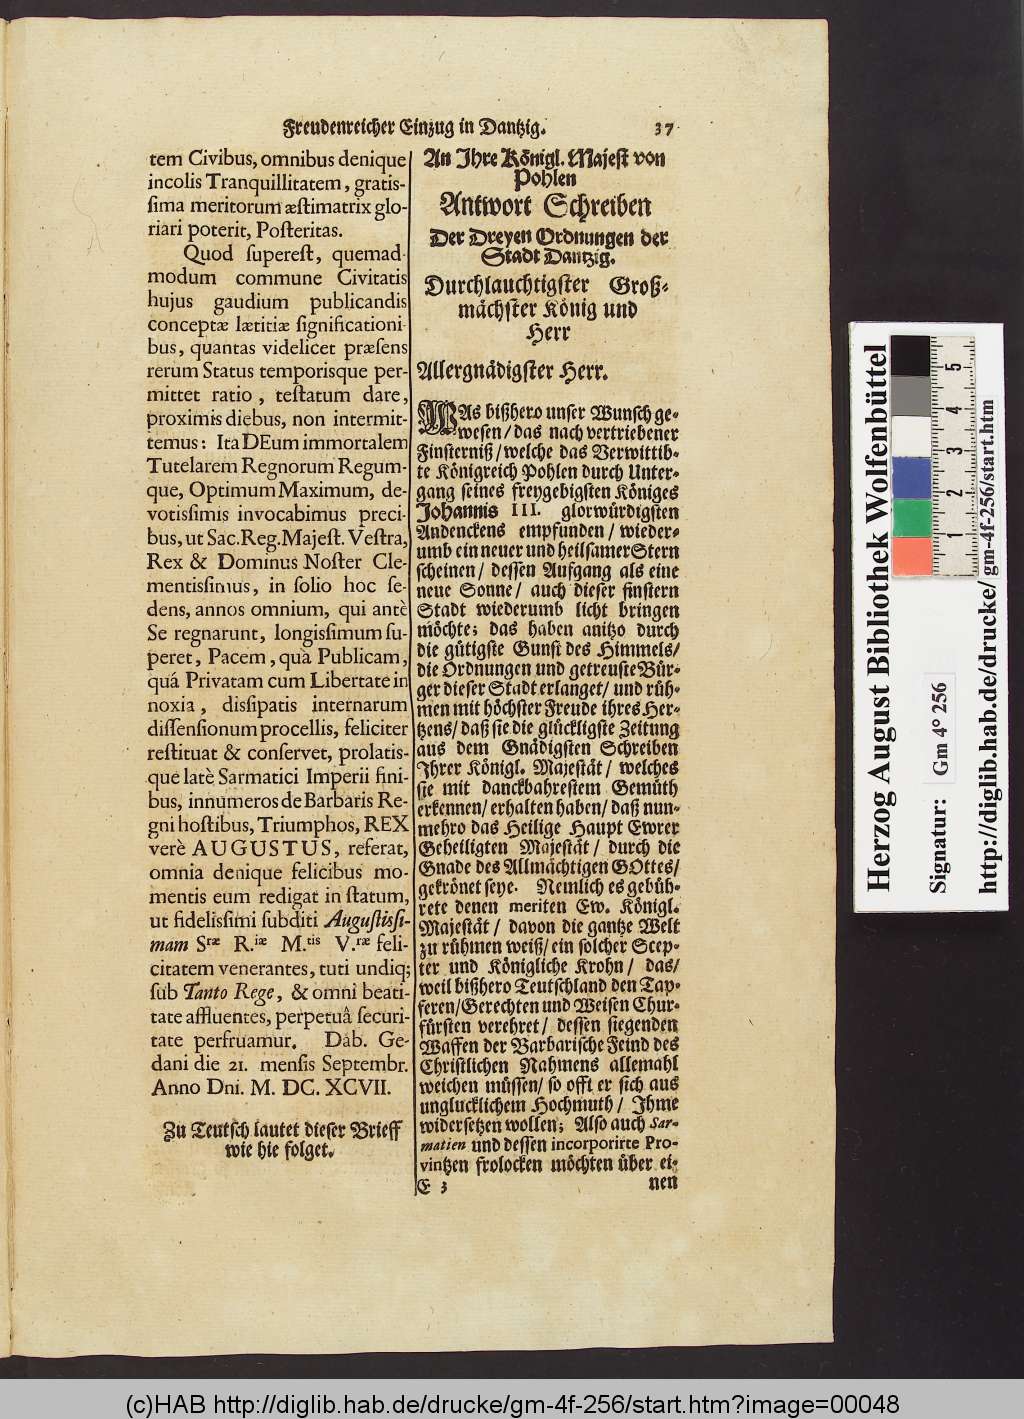 Freudenreicher Einzug in Dantzig. 37
tem Civibus, omnibus denique
incolis Tranquillitatem, gratis-
ſima meritorum æſtimatrix glo-
riari poterit, Poſteritas.
Quod ſupereſt, quemad-
modum commune Civitatis
hujus gaudium publicandis
conceptæ lætitiæ ſignificationi-
bus, quantas videlicet præſens
rerum Status temporisque per-
mittet ratio, teſtatum dare,
proximis diebus, non intermit-
temus: Ita DEum immortalem
Tutelarem Regnorum Regum-
que, Optimum Maximum, de-
votisſimis invocabimus preci-
bus, ut Sac. Reg. Majeſt. Veſtra,
Rex & Dominus Noſter Cle-
mentisſimus, in ſolio hoc ſe-
dens, annos omnium, qui antè
Se regnarunt, longisſimum ſu-
peret, Pacem, quà Publicam,
quá Privatam cum Libertate in
noxia, disſipatis internarum
diſſenſionum procellis, feliciter
reſtituat & conſervet, prolatis-
que latè Sarmatici Imperii fini-
bus, innumeros de Barbaris Re-
gni hoſtibus, Triumphos, REX
verè AUGUSTUS, referat,
omnia denique felicibus mo-
mentis eum redigat in ſtatum,
ut fideliſſimi ſubditi Auguſtisſi-
mam Sræ R.iæ M.tis V.ræ feli-
citatem venerantes, tuti undiq;
ſub Tanto Rege, & omni beati-
tate affluentes, perpetuâ ſecuri-
tate perfruamur. Dab. Ge-
dani die 21. menſis Septembr.
Anno Dni. M. DC. XCVII.
Zu Teutſch lautet dieſer Brieff
wie hie folget.
An Ihre Königl. Majeſt von
Pohlen
Antwort Schreiben
Der Dreyen Ordnungen der
Stadt Dantzig.
Durchlauchtigſter Groß-
mächſter König und
Herr
Allergnädigſter Herr.
WAs bißhero unſer Wunſch ge-
weſen/ das nach vertriebener
Finſterniß/ welche das Verwittib-
te Königreich Pohlen durch Unter-
gang ſeines freygebigſten Königes
Johannis III. glorwürdigſten
Andenckens empfunden/ wieder-
umb ein neuer und heilſamer Stern
ſcheinen/ deſſen Aufgang als eine
neue Sonne/ auch dieſer finſtern
Stadt wiederumb licht bringen
möchte; das haben anitzo durch
die gütigſte Gunſt des Himmels/
die Ordnungen und getreuſte Bür-
ger dieſer Stadt erlanget/ und rüh-
men mit höchſter Freude ihres Her-
tzens/ daß ſie die glückligſte Zeitung
aus dem Gnädigſten Schreiben
Ihrer Königl. Majeſtät/ welches
ſie mit danckbahreſtem Gemüth
erkennen/ erhalten haben/ daß nun-
mehro das Heilige Haupt Ewrer
Geheiligten Majeſtät/ durch die
Gnade des Allmächtigen GOttes/
gekrönet ſeye. Nemlich es gebüh-
rete denen meriten Ew. Königl.
Majeſtät/ davon die gantze Welt
zu rühmen weiß/ ein ſolcher Scep-
ter und Königliche Krohn/ das/
weil bißhero Teutſchland den Tap-
feren/ Gerechten und Weiſen Chur-
fürſten verehret/ deſſen ſiegenden
Waffen der Barbariſche Feind des
Chriſtlichen Nahmens allemahl
weichen müſſen/ ſo offt er ſich aus
unglucklichem Hochmuth/ Ihme
widerſetzen wollen; Alſo auch Sar-
matien und deſſen incorporirte Pro-
vintzen frolocken möchten über ei-
E 3 nen
Herzog August Bibliothek Wolfenbüttel
Signatur: Gm 4° 256
http://diglib.hab.de/drucke/ gm-4f-256/start.htm
1 2 3 4 5
(c)HAB http://diglib.hab.de/drucke/gm-4f-256/start.htm?image=00048